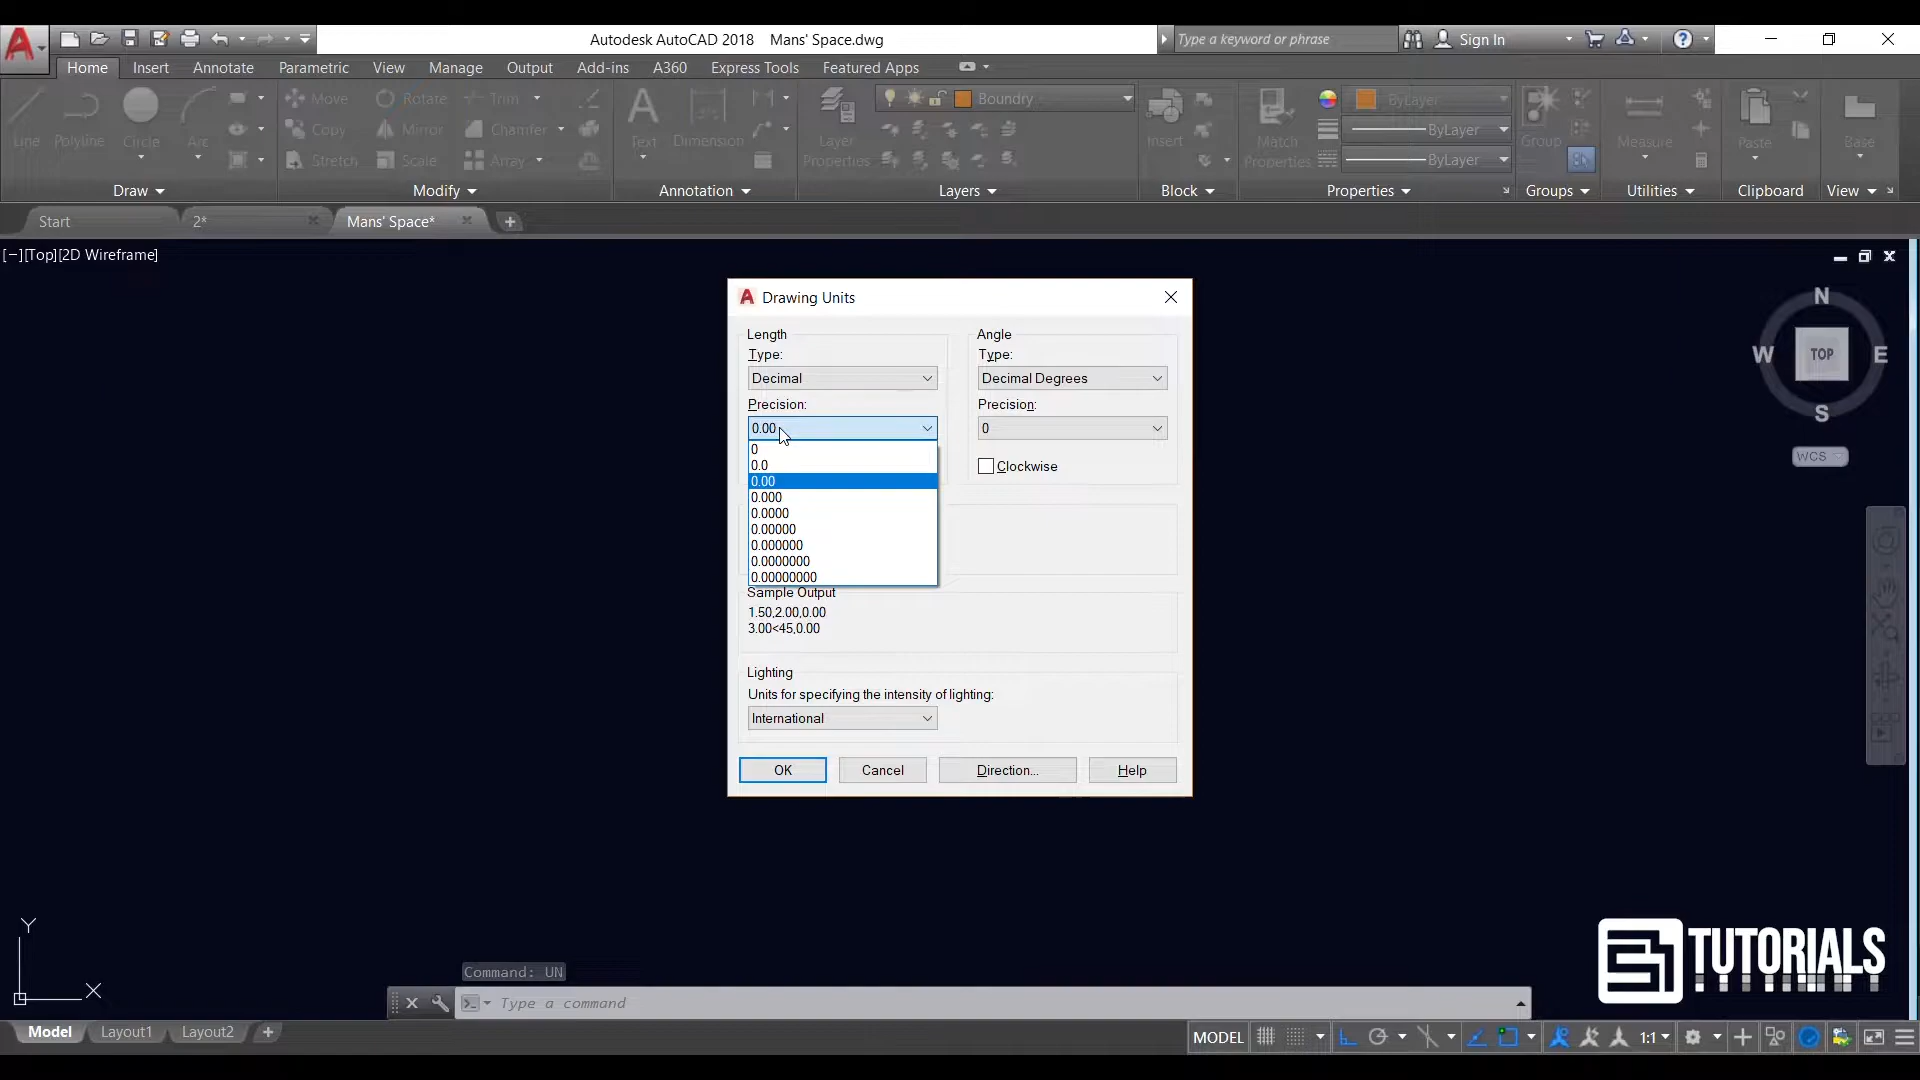 Autodesk AutoCAD 2018 Mans' Space.dwg
Type a keyword or phrase
Sign In
Home Insert Annotate Parametric View Manage Output Add-ins A360 Express Tools Featured Apps
Line
Polyline
Circle
Arc
Draw
Move Rotate Trim
Copy Mirror Chamfer
Stretch Scale Array
Modify
Text
Dimension
Annotation
Layer
Properties
Boundry
Layers
Insert
Block
Match
Properties
ByLayer
ByLayer
ByLayer
Properties
Group
Groups
Measure
Utilities
Paste
Clipboard
Base
View
Start 2* Mans' Space*
[−][Top][2D Wireframe]
N
W TOP E
S
WCS
Drawing Units
Length
Type:
Decimal
Precision:
0.00
0
0.0
0.00
0.000
0.0000
0.00000
0.000000
0.0000000
0.00000000
Angle
Type:
Decimal Degrees
Precision:
0
Clockwise
Sample Output
1.50,2.00,0.00
3.00<45,0.00
Lighting
Units for specifying the intensity of lighting:
International
OK Cancel Direction... Help
Y
X
Command: UN
Type a command
TUTORIALS
Model Layout1 Layout2
MODEL 1:1